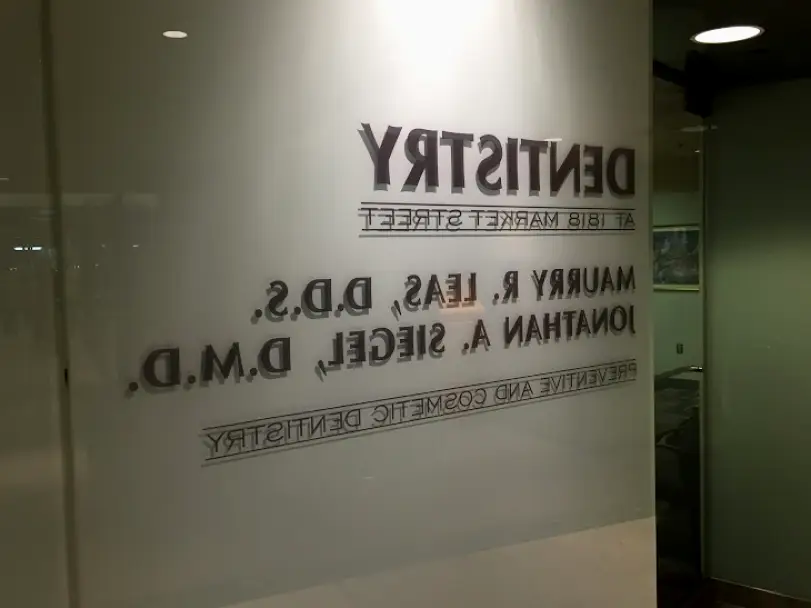 DENTISTRY
AT 1818 MARKET STREET
MAURRY R. LEAS, D.D.S.
JONATHAN A. SIEGEL, D.M.D.
PREVENTIVE AND COSMETIC DENTISTRY